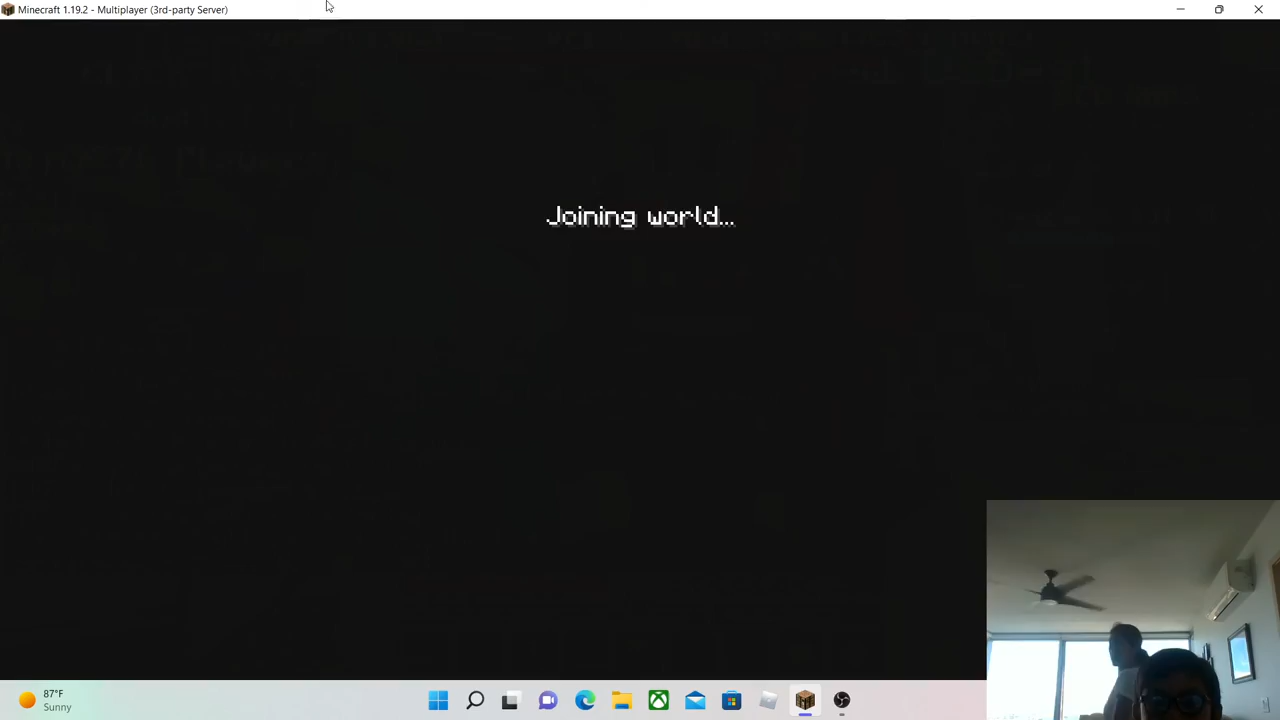 Minecraft 1.19.2 - Multiplayer (3rd-party Server)
Joining world...
87°F
Sunny